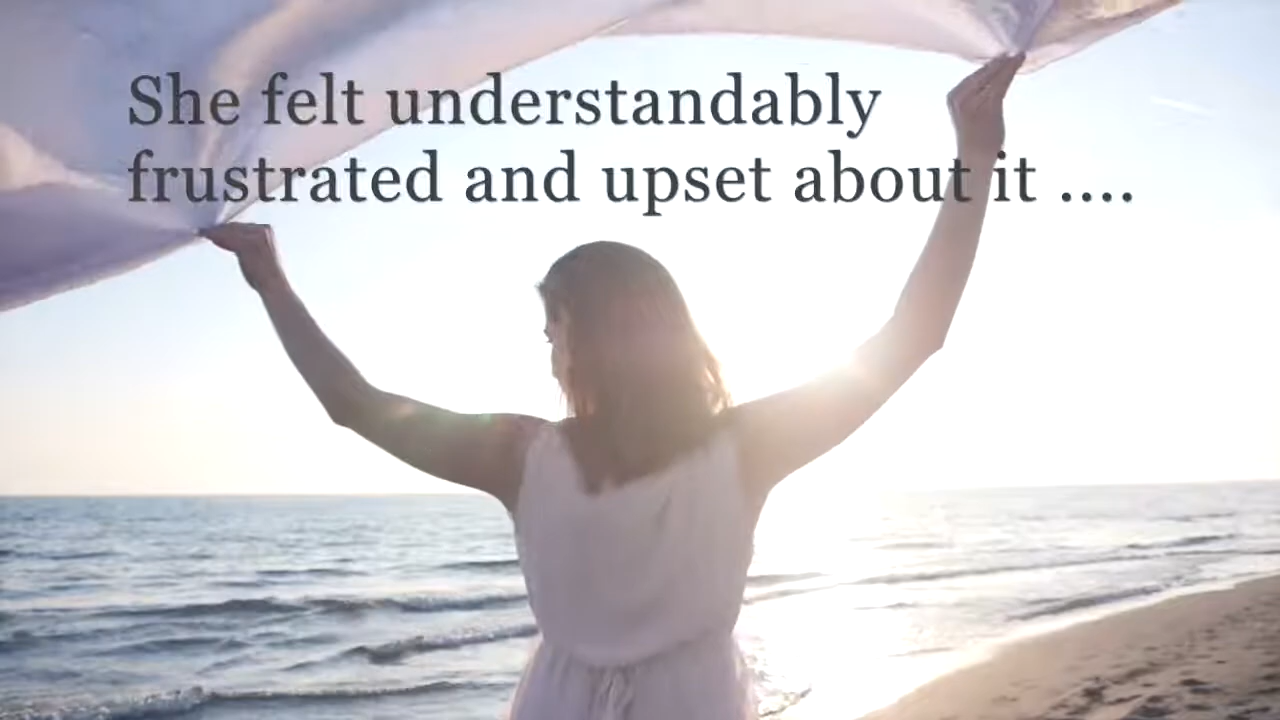 She felt understandably
frustrated and upset about it ....